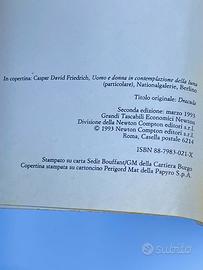 In copertina: Caspar David Friedrich, Uomo e donna in contemplazione della luna
(particolare), Nationalgalerie, Berlino
Titolo originale: Dracula
Seconda edizione: marzo 1993
Grandi Tascabili Economici Newton
Divisione della Newton Compton editori s.r.l.
© 1993 Newton Compton editori s.r.l.
Roma, Casella postale 6214
ISBN 88-7983-021-X
Stampato su carta Sedir Bouffant/GM della Cartiera Burgo
Copertina stampata su cartoncino Perigord Mat della Papyro S.p.A.
subito